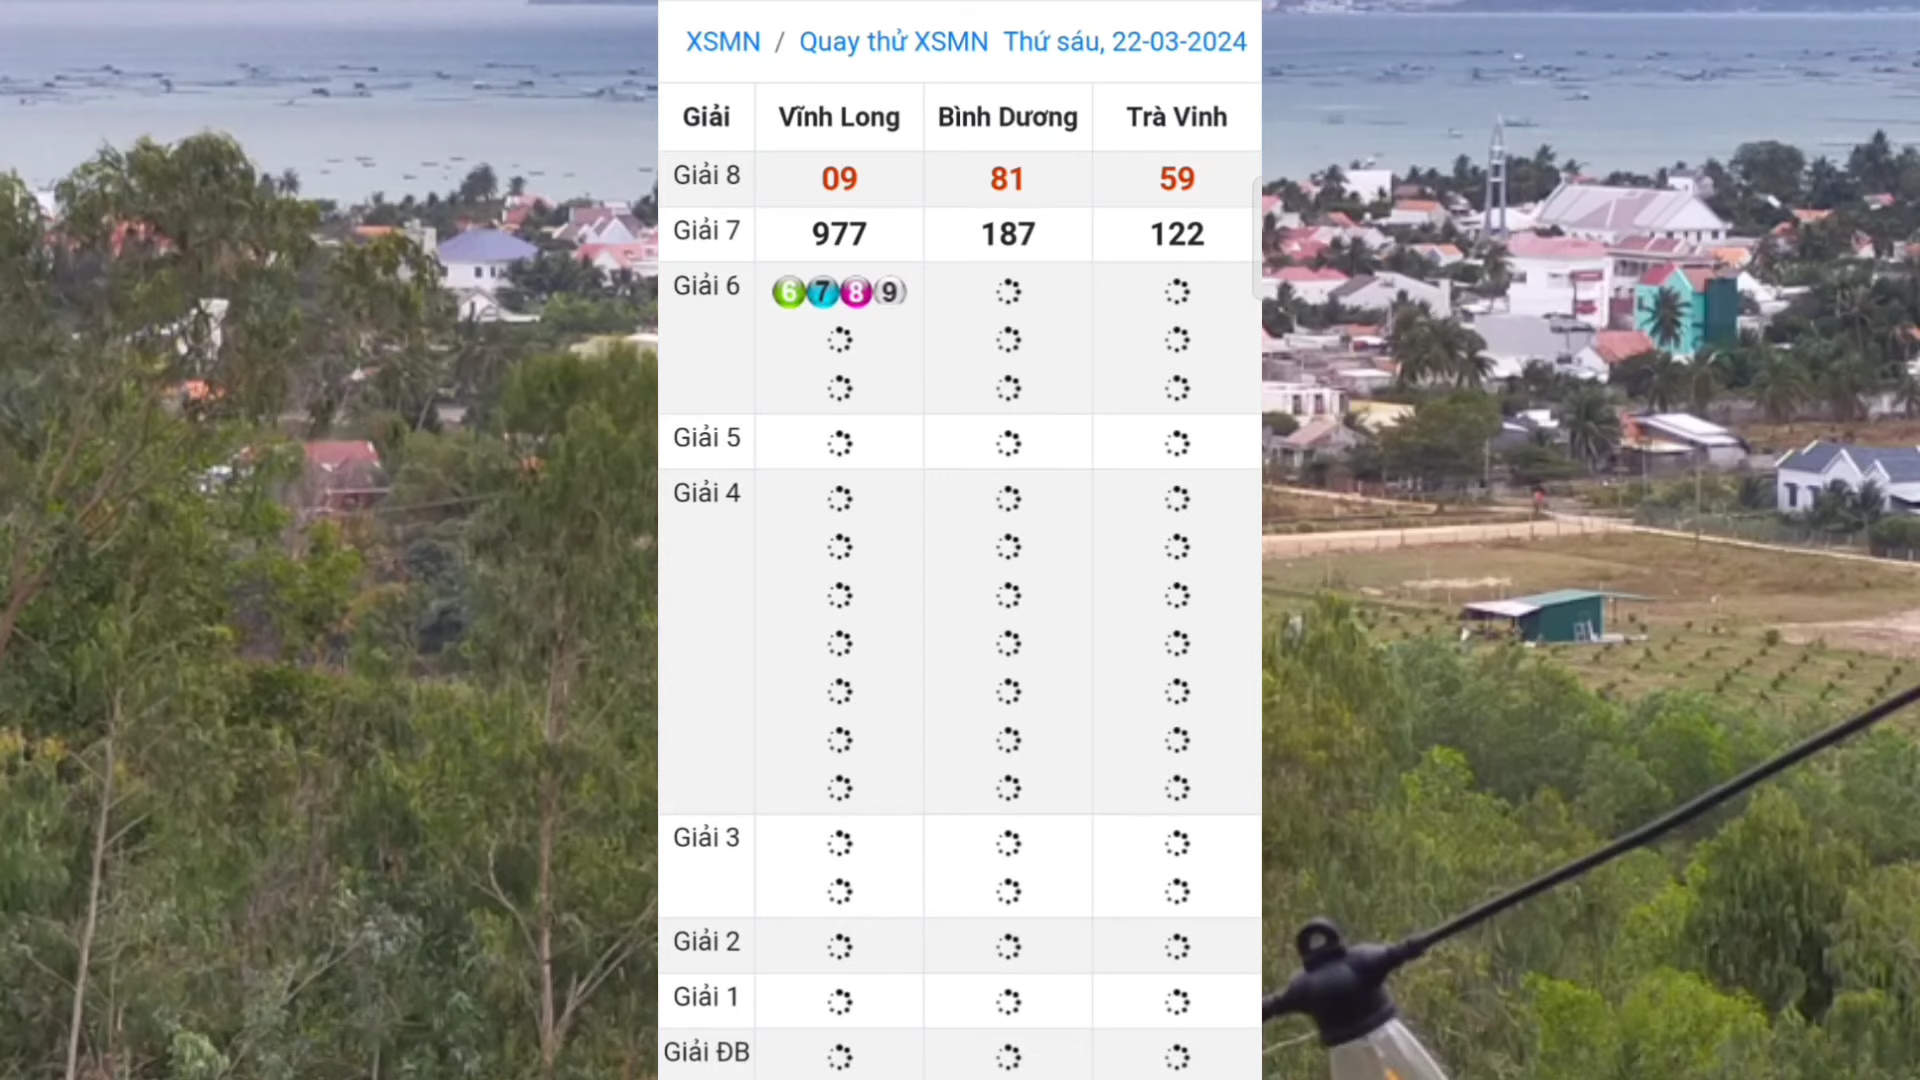 XSMN / Quay thử XSMN Thứ sáu, 22-03-2024
Giải Vĩnh Long Bình Dương Trà Vinh
Giải 8 09 81 59
Giải 7 977 187 122
Giải 6 6 7 8 9
Giải 5
Giải 4
Giải 3
Giải 2
Giải 1
Giải ĐB